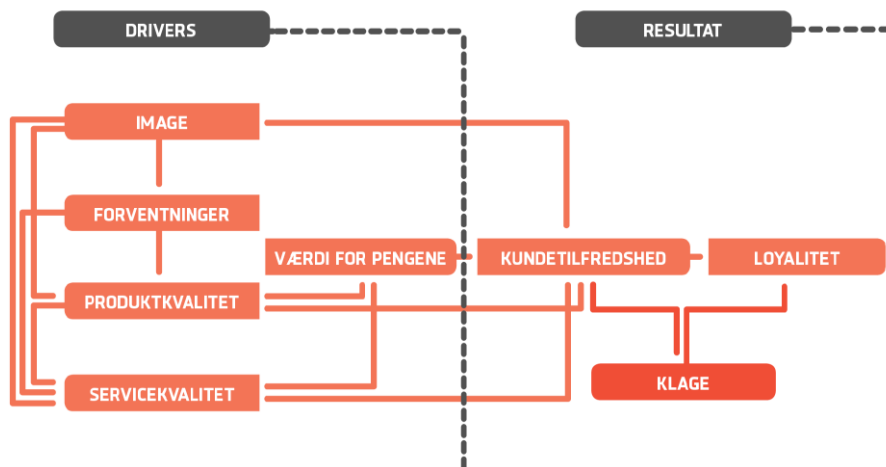 DRIVERS
RESULTAT
IMAGE
FORVENTNINGER
VÆRDI FOR PENGENE
KUNDETILFREDSHED
LOYALITET
PRODUKTKVALITET
KLAGE
SERVICEKVALITET